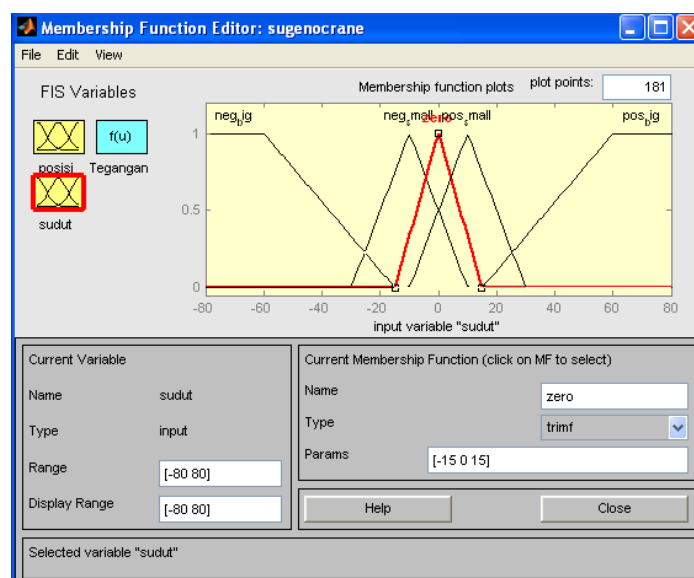 Membership Function Editor: sugenocrane
File Edit View
FIS Variables
Membership function plots plot points: 181
f(u)
posisi Tegangan
sudut
neg_big neg_small zero pos_small pos_big
1
0.5
0
-80 -60 -40 -20 0 20 40 60 80
input variable "sudut"
Current Variable
Name sudut
Type input
Range [-80 80]
Display Range [-80 80]
Current Membership Function (click on MF to select)
Name zero
Type trimf
Params [-15 0 15]
Help Close
Selected variable "sudut"